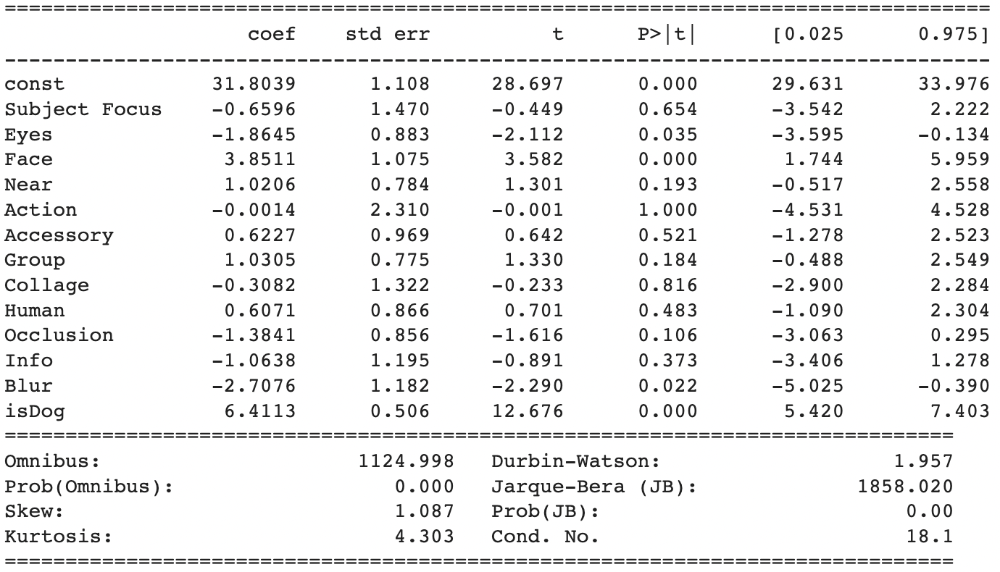 ==============================================================================
coef std err t P>|t| [0.025 0.975]
------------------------------------------------------------------------------
const 31.8039 1.108 28.697 0.000 29.631 33.976
Subject Focus -0.6596 1.470 -0.449 0.654 -3.542 2.222
Eyes -1.8645 0.883 -2.112 0.035 -3.595 -0.134
Face 3.8511 1.075 3.582 0.000 1.744 5.959
Near 1.0206 0.784 1.301 0.193 -0.517 2.558
Action -0.0014 2.310 -0.001 1.000 -4.531 4.528
Accessory 0.6227 0.969 0.642 0.521 -1.278 2.523
Group 1.0305 0.775 1.330 0.184 -0.488 2.549
Collage -0.3082 1.322 -0.233 0.816 -2.900 2.284
Human 0.6071 0.866 0.701 0.483 -1.090 2.304
Occlusion -1.3841 0.856 -1.616 0.106 -3.063 0.295
Info -1.0638 1.195 -0.891 0.373 -3.406 1.278
Blur -2.7076 1.182 -2.290 0.022 -5.025 -0.390
isDog 6.4113 0.506 12.676 0.000 5.420 7.403
==============================================================================
Omnibus: 1124.998 Durbin-Watson: 1.957
Prob(Omnibus): 0.000 Jarque-Bera (JB): 1858.020
Skew: 1.087 Prob(JB): 0.00
Kurtosis: 4.303 Cond. No. 18.1
==============================================================================